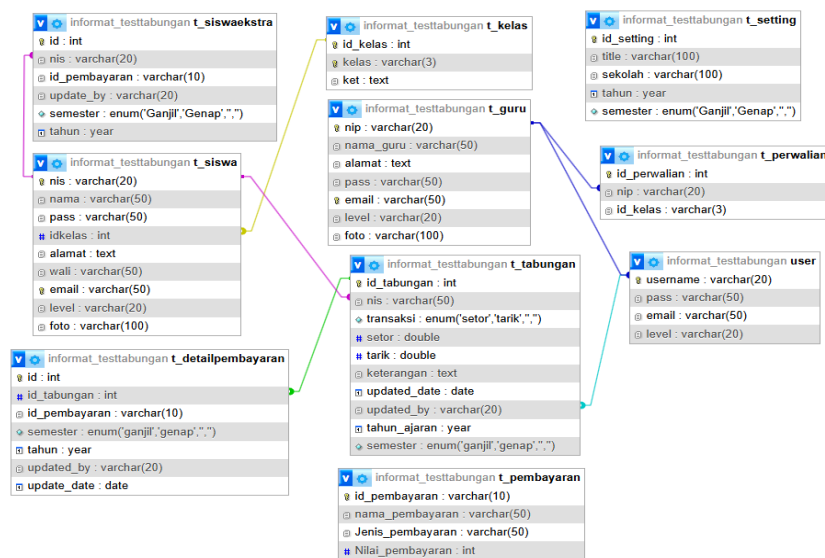 informat_testtabungan t_siswaekstra
id : int
nis : varchar(20)
id_pembayaran : varchar(10)
update_by : varchar(20)
semester : enum('Ganjil','Genap','','')
tahun : year
informat_testtabungan t_kelas
id_kelas : int
kelas : varchar(3)
ket : text
informat_testtabungan t_setting
id_setting : int
title : varchar(100)
sekolah : varchar(100)
tahun : year
semester : enum('Ganjil','Genap','','')
informat_testtabungan t_guru
nip : varchar(20)
nama_guru : varchar(50)
alamat : text
pass : varchar(50)
email : varchar(50)
level : varchar(20)
foto : varchar(100)
informat_testtabungan t_siswa
nis : varchar(20)
nama : varchar(50)
pass : varchar(50)
idkelas : int
alamat : text
wali : varchar(50)
email : varchar(50)
level : varchar(20)
foto : varchar(100)
informat_testtabungan t_perwalian
id_perwalian : int
nip : varchar(20)
id_kelas : varchar(3)
informat_testtabungan t_tabungan
id_tabungan : int
nis : varchar(50)
transaksi : enum('setor','tarik','','')
setor : double
tarik : double
keterangan : text
updated_date : date
updated_by : varchar(20)
tahun_ajaran : year
semester : enum('ganjil','genap','','')
informat_testtabungan user
username : varchar(20)
pass : varchar(50)
email : varchar(50)
level : varchar(20)
informat_testtabungan t_detailpembayaran
id : int
id_tabungan : int
id_pembayaran : varchar(10)
semester : enum('ganjil','genap','','')
tahun : year
updated_by : varchar(20)
update_date : date
informat_testtabungan t_pembayaran
id_pembayaran : varchar(10)
nama_pembayaran : varchar(50)
Jenis_pembayaran : varchar(50)
Nilai_pembayaran : int